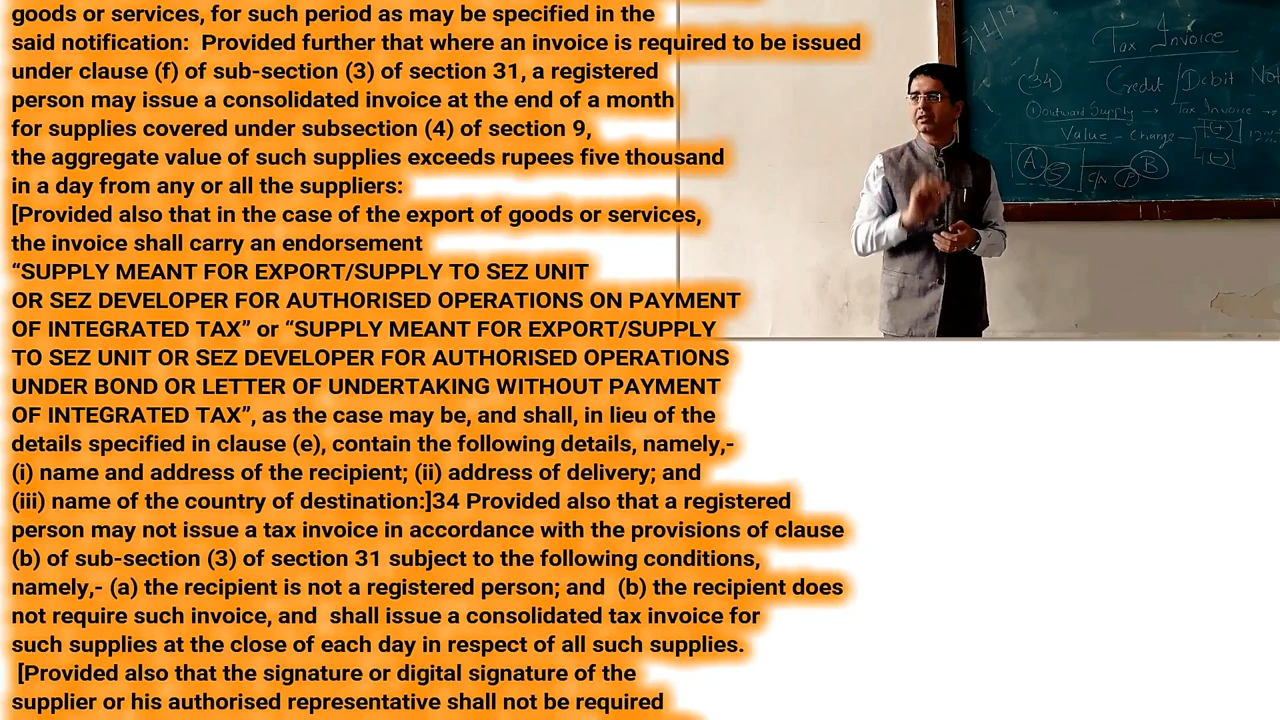 goods or services, for such period as may be specified in the
said notification:  Provided further that where an invoice is required to be issued
under clause (f) of sub-section (3) of section 31, a registered
person may issue a consolidated invoice at the end of a month
for supplies covered under subsection (4) of section 9,
the aggregate value of such supplies exceeds rupees five thousand
in a day from any or all the suppliers:
[Provided also that in the case of the export of goods or services,
the invoice shall carry an endorsement
“SUPPLY MEANT FOR EXPORT/SUPPLY TO SEZ UNIT
OR SEZ DEVELOPER FOR AUTHORISED OPERATIONS ON PAYMENT
OF INTEGRATED TAX” or “SUPPLY MEANT FOR EXPORT/SUPPLY
TO SEZ UNIT OR SEZ DEVELOPER FOR AUTHORISED OPERATIONS
UNDER BOND OR LETTER OF UNDERTAKING WITHOUT PAYMENT
OF INTEGRATED TAX”, as the case may be, and shall, in lieu of the
details specified in clause (e), contain the following details, namely,-
(i) name and address of the recipient; (ii) address of delivery; and
(iii) name of the country of destination:]34 Provided also that a registered
person may not issue a tax invoice in accordance with the provisions of clause
(b) of sub-section (3) of section 31 subject to the following conditions,
namely,- (a) the recipient is not a registered person; and  (b) the recipient does
not require such invoice, and  shall issue a consolidated tax invoice for
such supplies at the close of each day in respect of all such supplies.
[Provided also that the signature or digital signature of the
supplier or his authorised representative shall not be required
Tax Invoice
(34) Credit / Debit Not
① outward Supply → Tax Invoice →
Value - Change - (+)
(-)
A S C/N P B